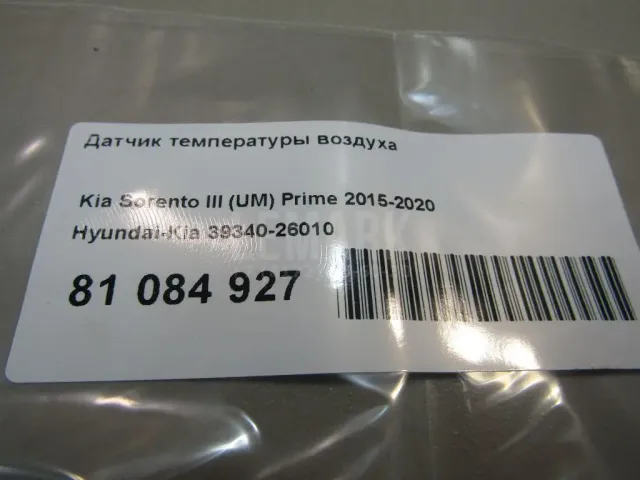 Датчик температуры воздуха
Kia Sorento III (UM) Prime 2015-2020
Hyundai-Kia 39340-26010
81 084 927